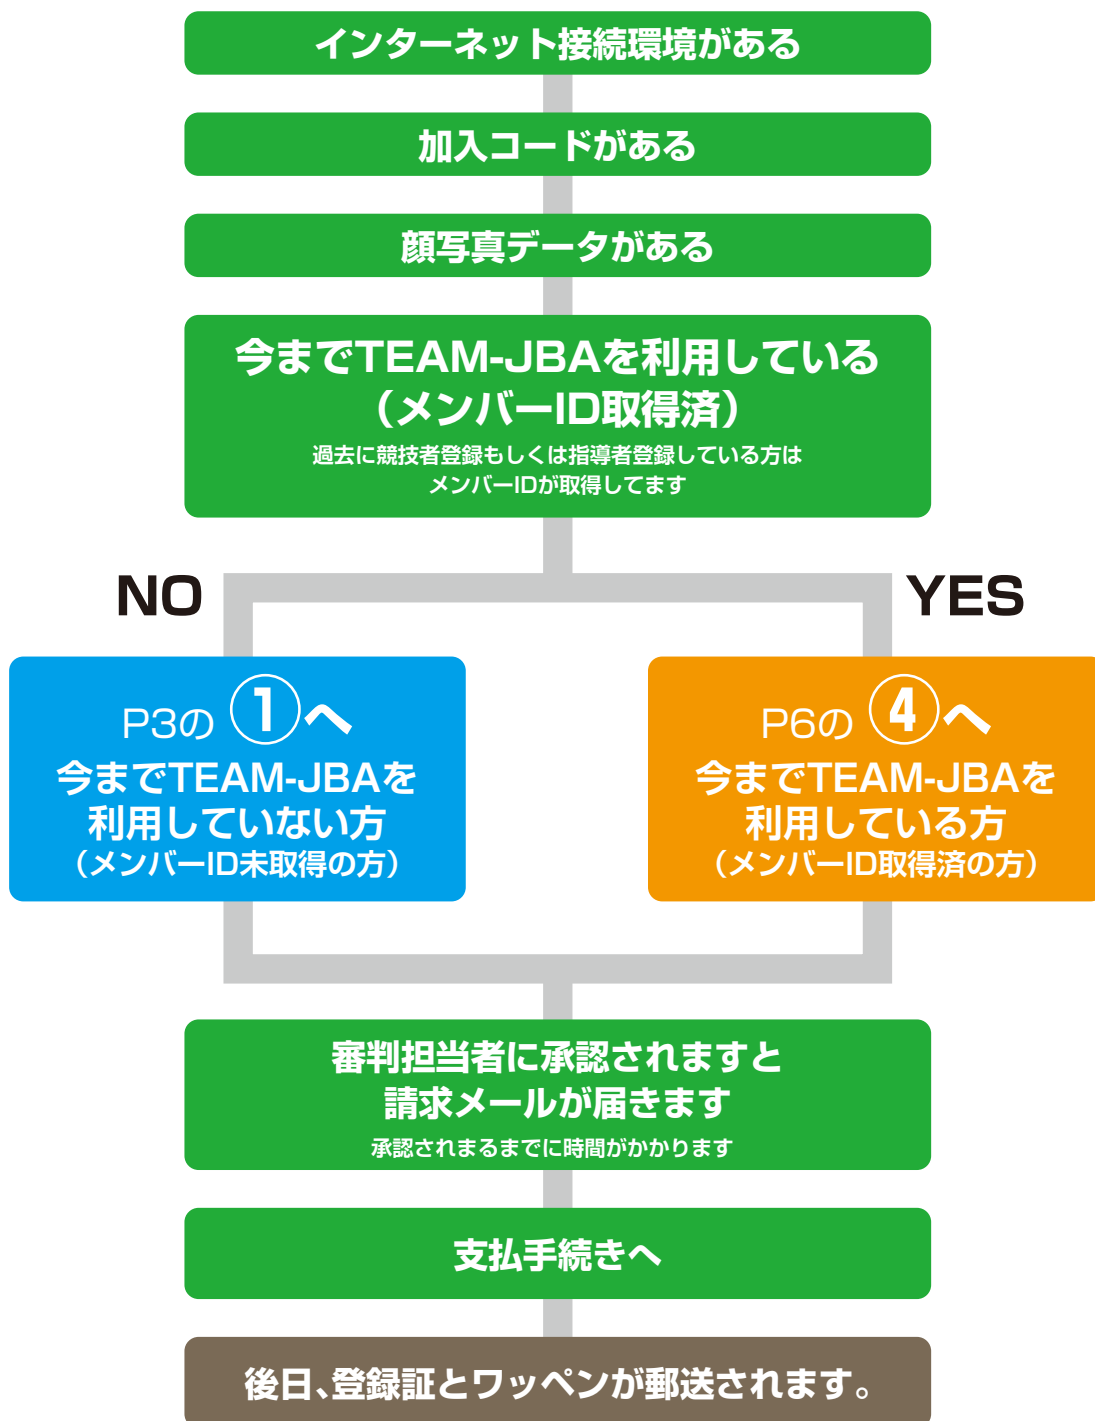 インターネット接続環境がある
加入コードがある
顔写真データがある
今までTEAM-JBAを利用している
（メンバーID取得済）
過去に競技者登録もしくは指導者登録している方は
メンバーIDが取得してます
NO
YES
P3の①へ
今までTEAM-JBAを
利用していない方
（メンバーID未取得の方）
P6の④へ
今までTEAM-JBAを
利用している方
（メンバーID取得済の方）
審判担当者に承認されますと
請求メールが届きます
承認されまるまでに時間がかかります
支払手続きへ
後日、登録証とワッペンが郵送されます。